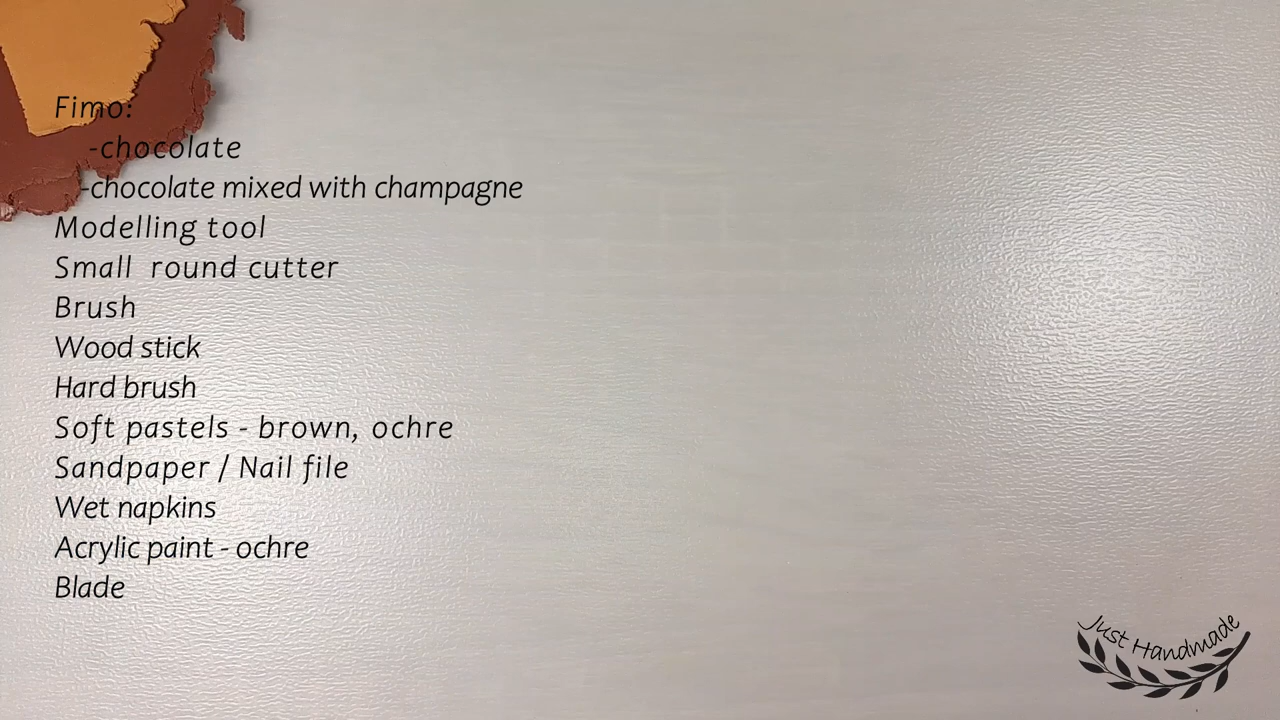 Fimo:
-chocolate
-chocolate mixed with champagne
Modelling tool
Small round cutter
Brush
Wood stick
Hard brush
Soft pastels - brown, ochre
Sandpaper / Nail file
Wet napkins
Acrylic paint - ochre
Blade
Just Handmade